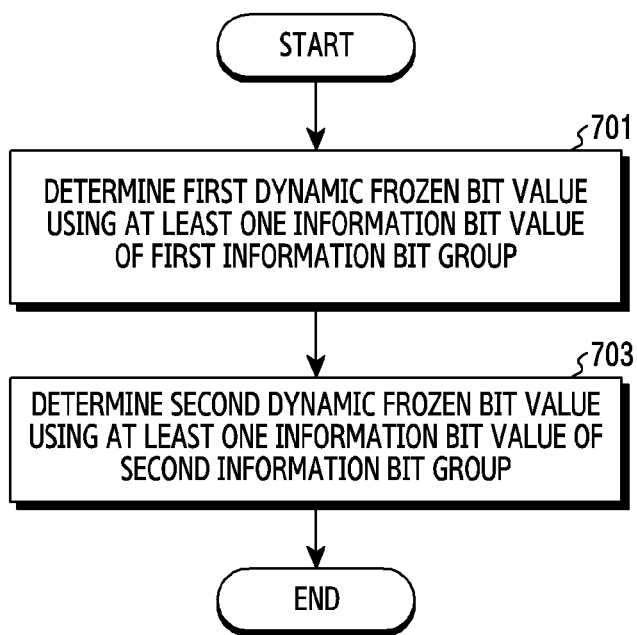 START
701
DETERMINE FIRST DYNAMIC FROZEN BIT VALUE
USING AT LEAST ONE INFORMATION BIT VALUE
OF FIRST INFORMATION BIT GROUP
703
DETERMINE SECOND DYNAMIC FROZEN BIT VALUE
USING AT LEAST ONE INFORMATION BIT VALUE OF
SECOND INFORMATION BIT GROUP
END